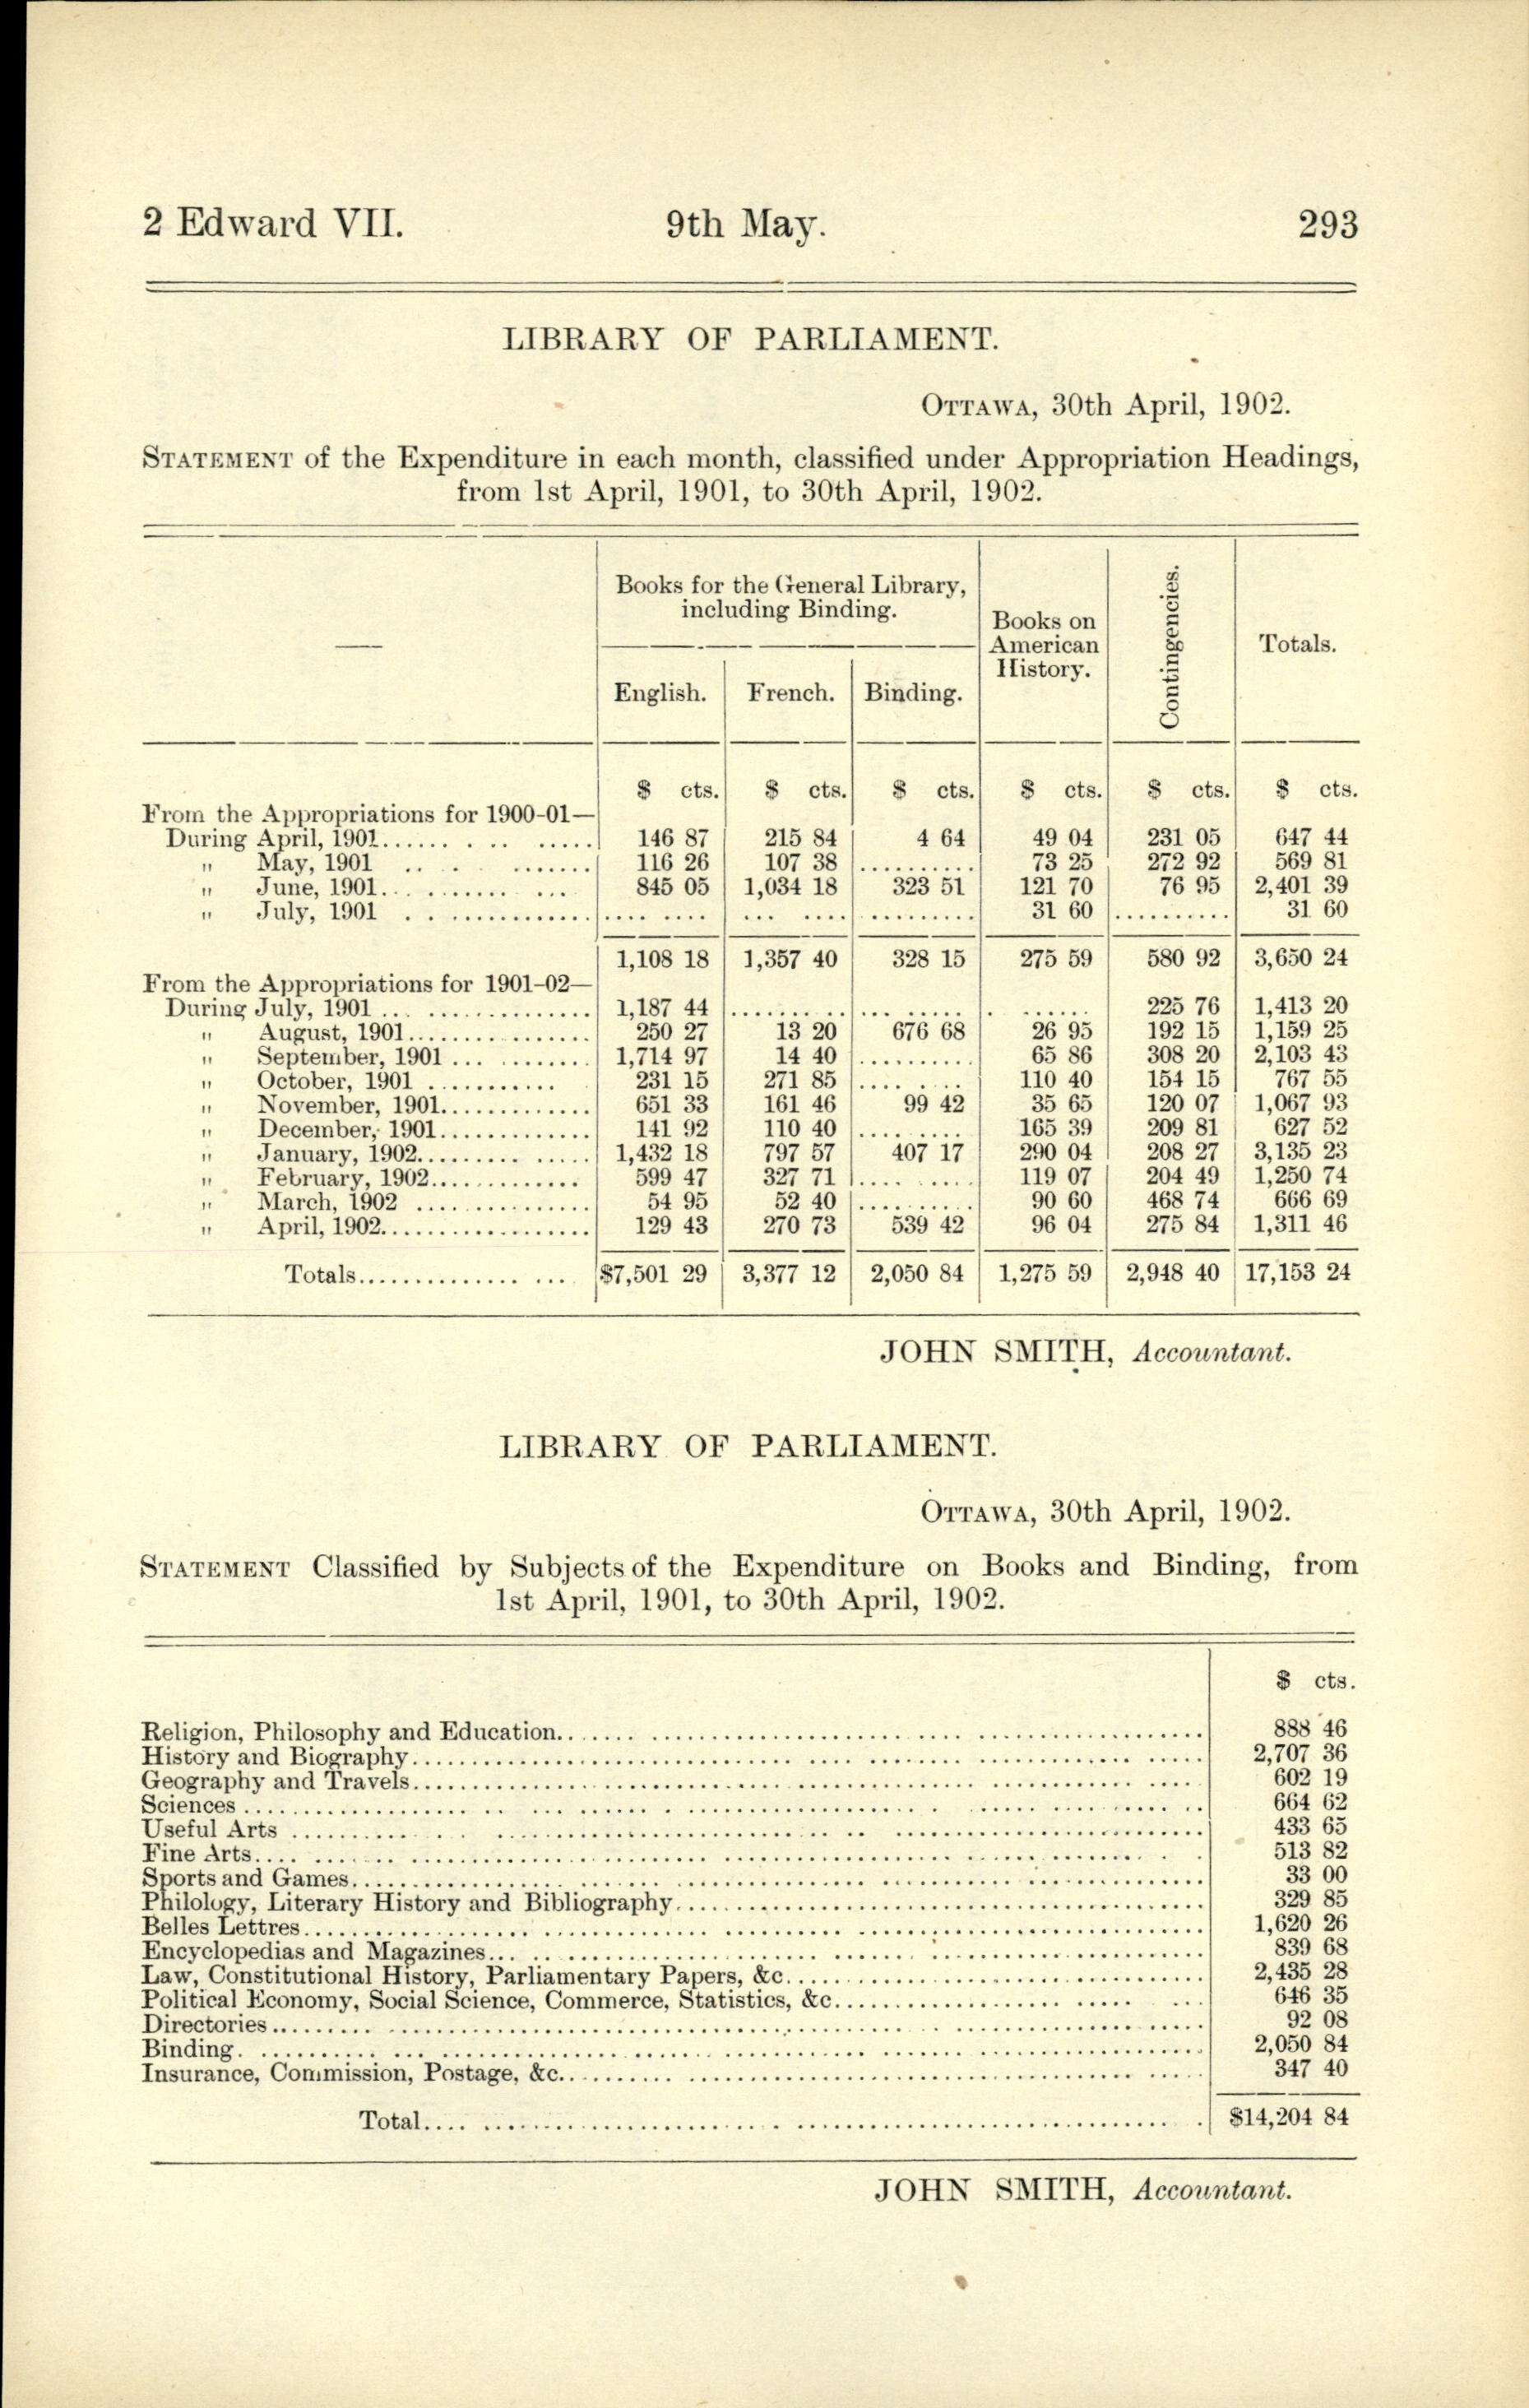 2 Edward VII. 9th May. 293
LIBRARY OF PARLIAMENT.
OTTAWA, 30th April, 1902.
STATEMENT of the Expenditure in each month, classified under Appropriation Headings,
from 1st April, 1901, to 30th April, 1902.
Books for the General Library,
including Binding.
Books on
American
History.
Contingencies.
Totals.
English. French. Binding.
$ cts. $ cts. $ cts. $ cts. $ cts. $ cts.
From the Appropriations for 1900-01—
During April, 1901 146 87 215 84 4 64 49 04 231 05 647 44
" May, 1901 116 26 107 38 73 25 272 92 569 81
" June, 1901 845 05 1,034 18 323 51 121 70 76 95 2,401 39
" July, 1901 31 60 31 60
1,108 18 1,357 40 328 15 275 59 580 92 3,650 24
From the Appropriations for 1901-02—
During July, 1901 1,187 44 225 76 1,413 20
" August, 1901 250 27 13 20 676 68 26 95 192 15 1,159 25
" September, 1901 1,714 97 14 40 65 86 308 20 2,103 43
" October, 1901 231 15 271 85 110 40 154 15 767 55
" November, 1901 651 33 161 46 99 42 35 65 120 07 1,067 93
" December, 1901 141 92 110 40 165 39 209 81 627 52
" January, 1902 1,432 18 797 57 407 17 290 04 208 27 3,135 23
" February, 1902 599 47 327 71 119 07 204 49 1,250 74
" March, 1902 54 95 52 40 90 60 468 74 666 69
" April, 1902 129 43 270 73 539 42 96 04 275 84 1,311 46
Totals $7,501 29 3,377 12 2,050 84 1,275 59 2,948 40 17,153 24
JOHN SMITH, Accountant.
LIBRARY OF PARLIAMENT.
OTTAWA, 30th April, 1902.
STATEMENT Classified by Subjects of the Expenditure on Books and Binding, from
1st April, 1901, to 30th April, 1902.
$ cts.
Religion, Philosophy and Education 888 46
History and Biography 2,707 36
Geography and Travels 602 19
Sciences 664 62
Useful Arts 433 65
Fine Arts 513 82
Sports and Games 33 00
Philology, Literary History and Bibliography 329 85
Belles Lettres 1,620 26
Encyclopedias and Magazines 839 68
Law, Constitutional History, Parliamentary Papers, &c. 2,435 28
Political Economy, Social Science, Commerce, Statistics, &c. 646 35
Directories 92 08
Binding 2,050 84
Insurance, Commission, Postage, &c. 347 40
Total $14,204 84
JOHN SMITH, Accountant.